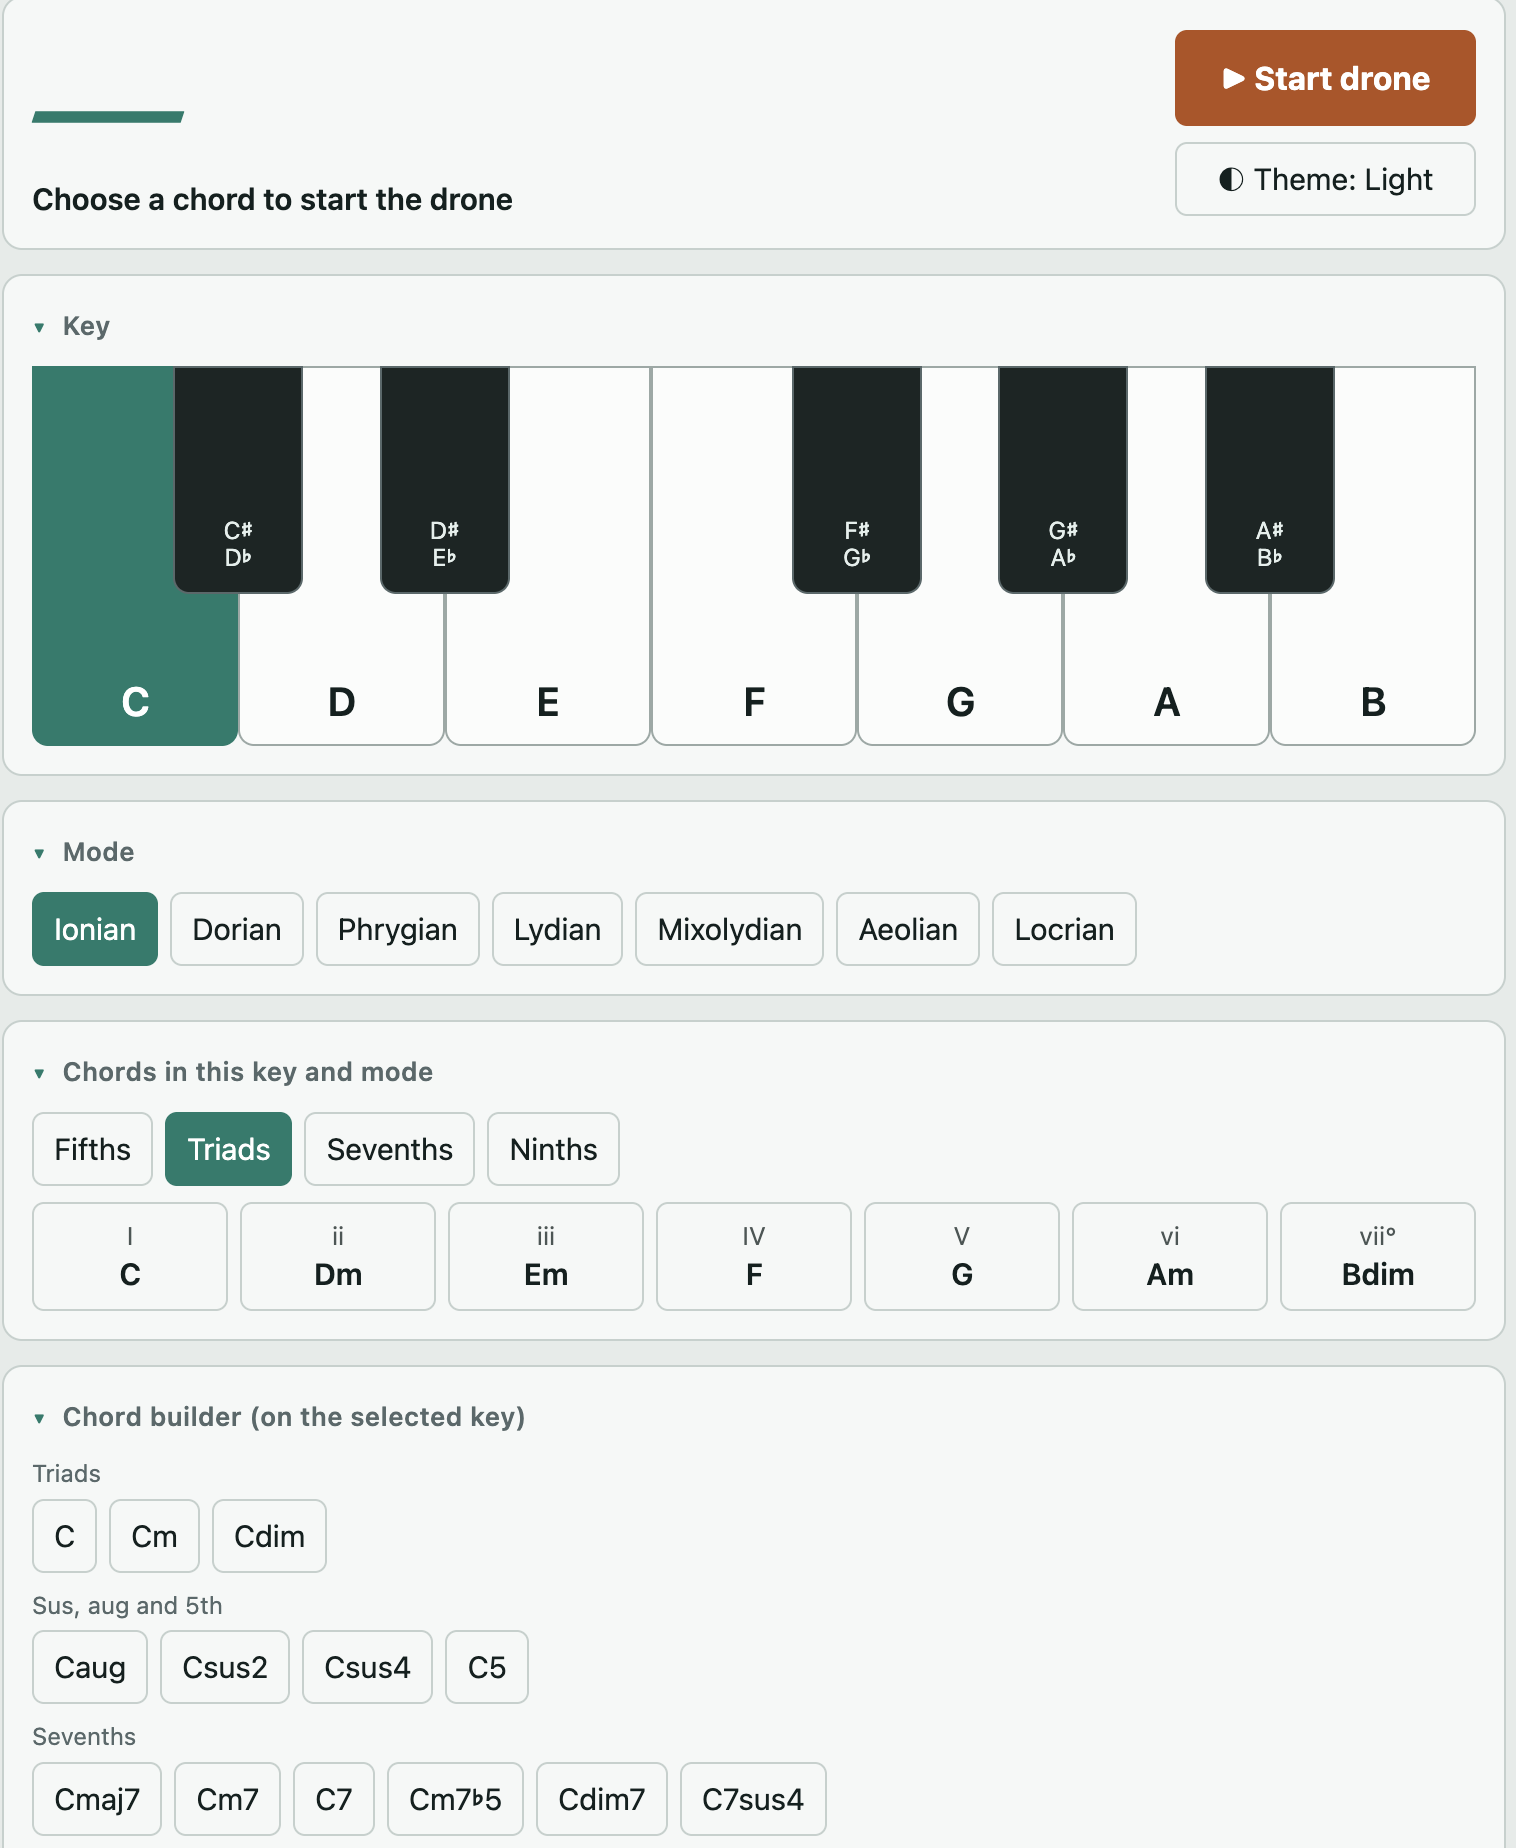 ▶ Start drone
◐ Theme: Light
Choose a chord to start the drone
▼ Key
C# D# F# G# A#
D♭ E♭ G♭ A♭ B♭
C D E F G A B
▼ Mode
Ionian Dorian Phrygian Lydian Mixolydian Aeolian Locrian
▼ Chords in this key and mode
Fifths Triads Sevenths Ninths
I ii iii IV V vi vii°
C Dm Em F G Am Bdim
▼ Chord builder (on the selected key)
Triads
C Cm Cdim
Sus, aug and 5th
Caug Csus2 Csus4 C5
Sevenths
Cmaj7 Cm7 C7 Cm7♭5 Cdim7 C7sus4